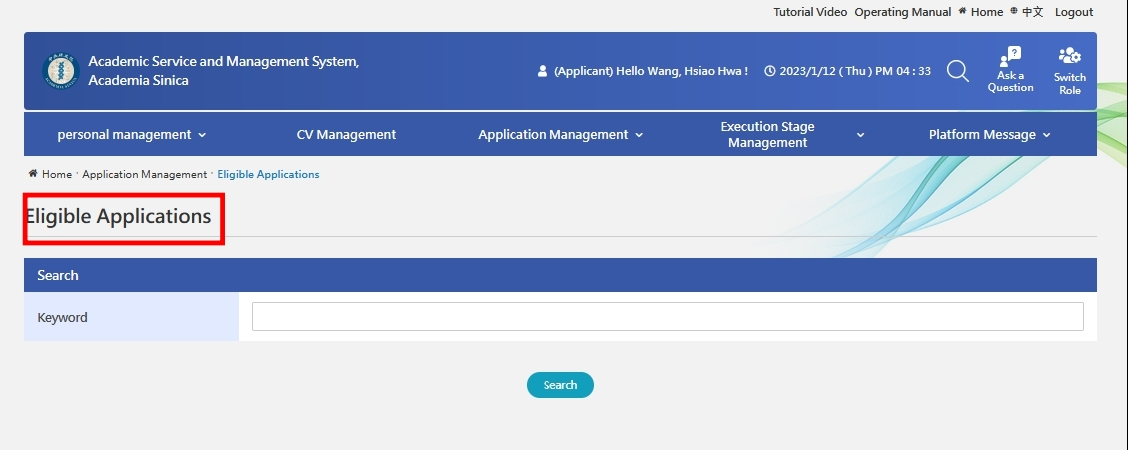 Tutorial Video Operating Manual Home 中文 Logout
Academic Service and Management System,
Academia Sinica
(Applicant) Hello Wang, Hsiao Hwa ! 2023/1/12 ( Thu ) PM 04 : 33
Ask a
Question
Switch
Role
personal management
CV Management
Application Management
Execution Stage
Management
Platform Message
Home · Application Management · Eligible Applications
Eligible Applications
Search
Keyword
Search